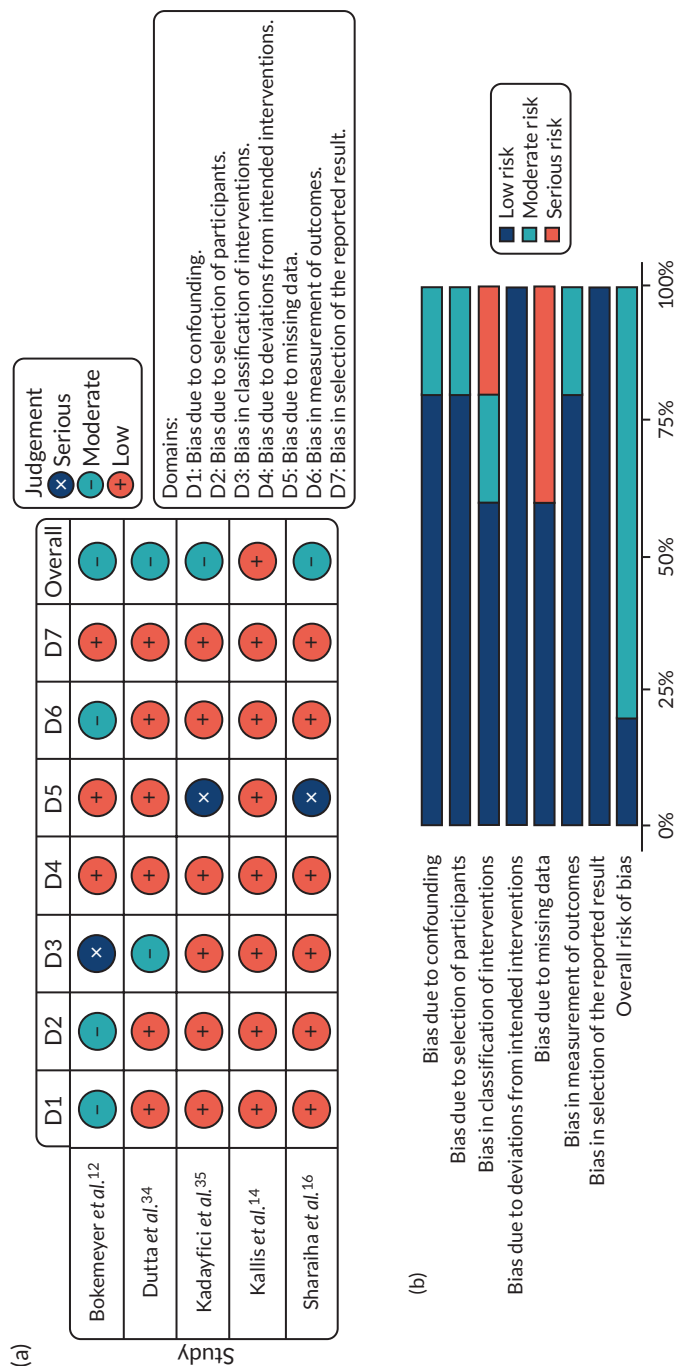 (a)
D1 D2 D3 D4 D5 D6 D7 Overall
Study
Bokemeyer et al.12 − − × + + − + −
Dutta et al.34 + + − + + + + −
Kadayfici et al.35 + + + + × + + −
Kallis et al.14 + + + + + + + +
Sharaiha et al.16 + + + + × + + −
Judgement
× Serious
− Moderate
+ Low
Domains:
D1: Bias due to confounding.
D2: Bias due to selection of participants.
D3: Bias in classification of interventions.
D4: Bias due to deviations from intended interventions.
D5: Bias due to missing data.
D6: Bias in measurement of outcomes.
D7: Bias in selection of the reported result.
(b)
Bias due to confounding
Bias due to selection of participants
Bias in classification of interventions
Bias due to deviations from intended interventions
Bias due to missing data
Bias in measurement of outcomes
Bias in selection of the reported result
Overall risk of bias
0% 25% 50% 75% 100%
Low risk
Moderate risk
Serious risk